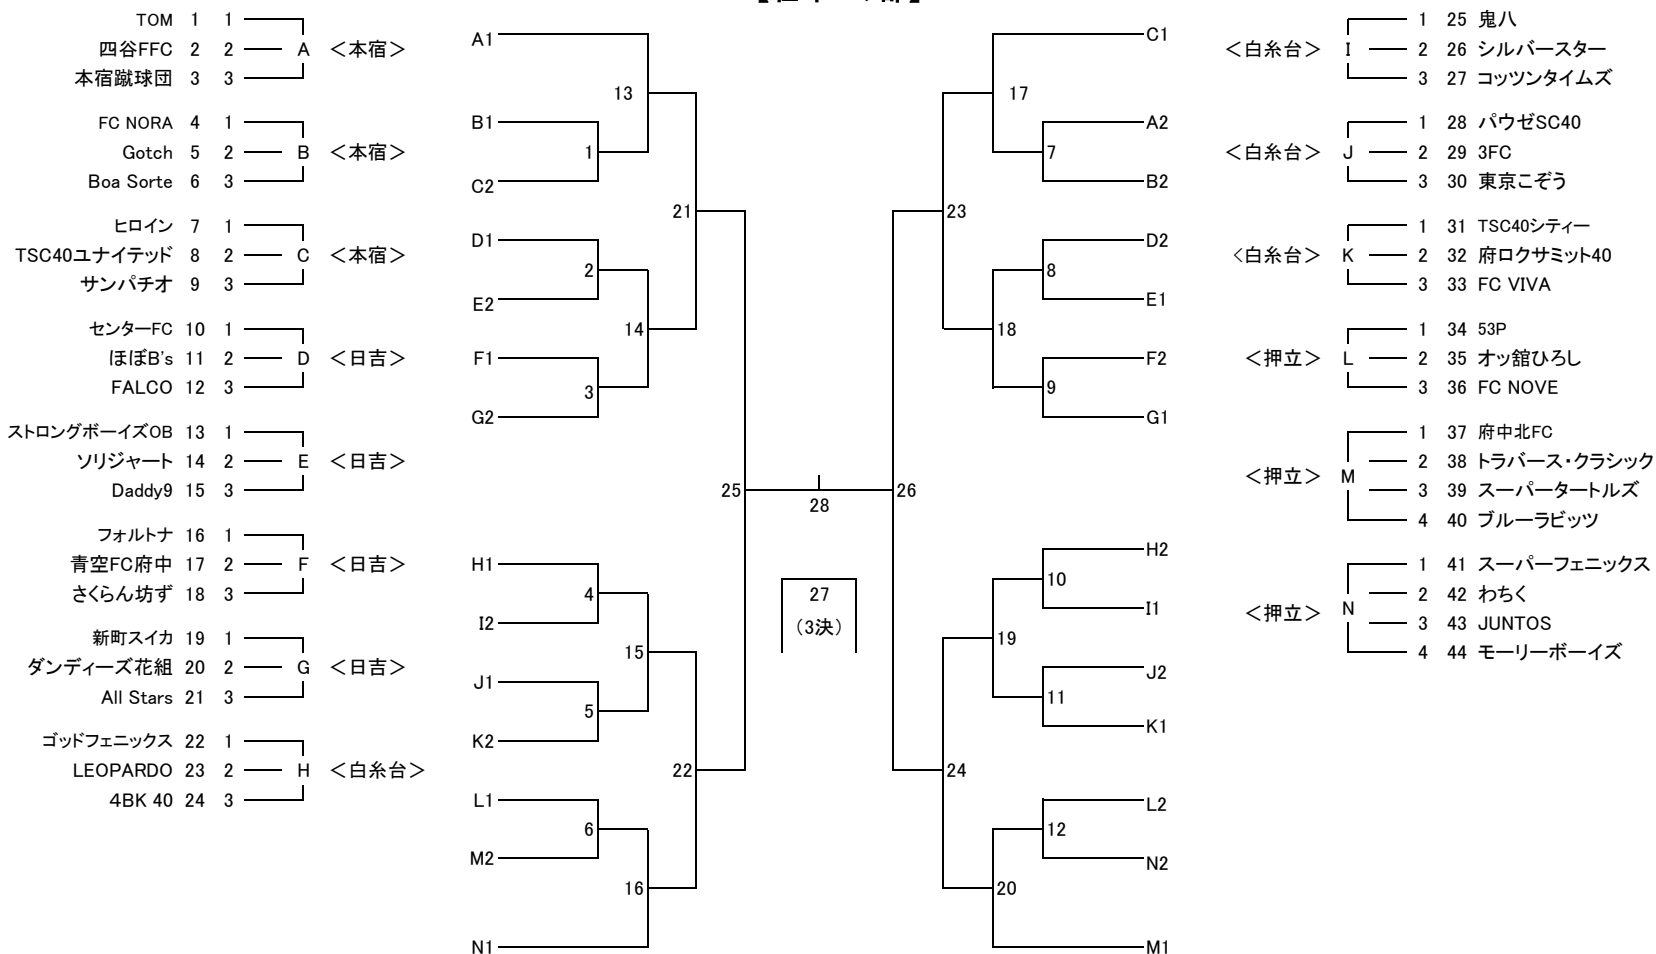 TOM 1 1
四谷FFC 2 2 A ＜本宿＞
本宿蹴球団 3 3
FC NORA 4 1
Gotch 5 2 B ＜本宿＞
Boa Sorte 6 3
ヒロイン 7 1
TSC40ユナイテッド 8 2 C ＜本宿＞
サンパチオ 9 3
センターFC 10 1
ほぼB's 11 2 D ＜日吉＞
FALCO 12 3
ストロングボーイズOB 13 1
ソリジャート 14 2 E ＜日吉＞
Daddy9 15 3
フォルトナ 16 1
青空FC府中 17 2 F ＜日吉＞
さくらん坊ず 18 3
新町スイカ 19 1
ダンディーズ花組 20 2 G ＜日吉＞
All Stars 21 3
ゴッドフェニックス 22 1
LEOPARDO 23 2 H ＜白糸台＞
4BK 40 24 3
A1
13
B1
1
C2
21
D1
2
E2
14
F1
3
G2
25
H1
4
I2
15
J1
5
K2
22
L1
6
M2
16
N1
28
27
（3決）
C1
17
A2
7
B2
23
D2
8
E1
18
F2
9
G1
26
H2
10
I1
19
J2
11
K1
24
L2
12
N2
20
M1
1 25 鬼八
＜白糸台＞ I 2 26 シルバースター
3 27 コッツンタイムズ
1 28 パウゼSC40
＜白糸台＞ J 2 29 3FC
3 30 東京こぞう
1 31 TSC40シティー
＜白糸台＞ K 2 32 府ロクサミット40
3 33 FC VIVA
1 34 53P
＜押立＞ L 2 35 オッ舘ひろし
3 36 FC NOVE
1 37 府中北FC
2 38 トラバース・クラシック
＜押立＞ M
3 39 スーパータートルズ
4 40 ブルーラビッツ
1 41 スーパーフェニックス
2 42 わちく
＜押立＞ N
3 43 JUNTOS
4 44 モーリーボーイズ